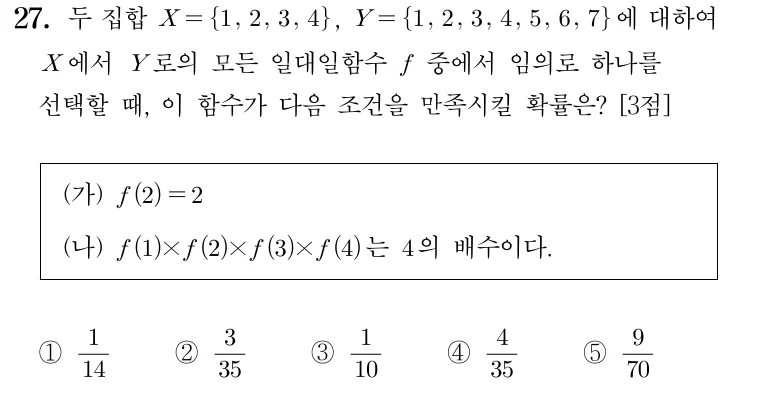 27. 두 집합 X={1, 2, 3, 4}, Y={1, 2, 3, 4, 5, 6, 7}에 대하여
X에서 Y로의 모든 일대일함수 f 중에서 임의로 하나를
선택할 때, 이 함수가 다음 조건을 만족시킬 확률은? [3점]
(가) f(2)=2
(나) f(1)×f(2)×f(3)×f(4)는 4의 배수이다.
① 1/14 ② 3/35 ③ 1/10 ④ 4/35 ⑤ 9/70